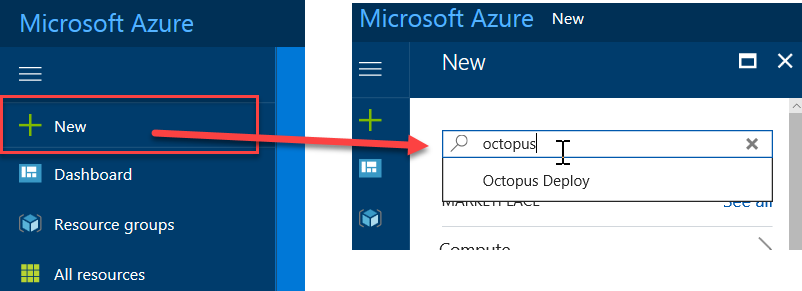 Microsoft Azure
New
Dashboard
Resource groups
All resources
Microsoft Azure New
New
octopus
Octopus Deploy
MARKETPLACE See all
Compute